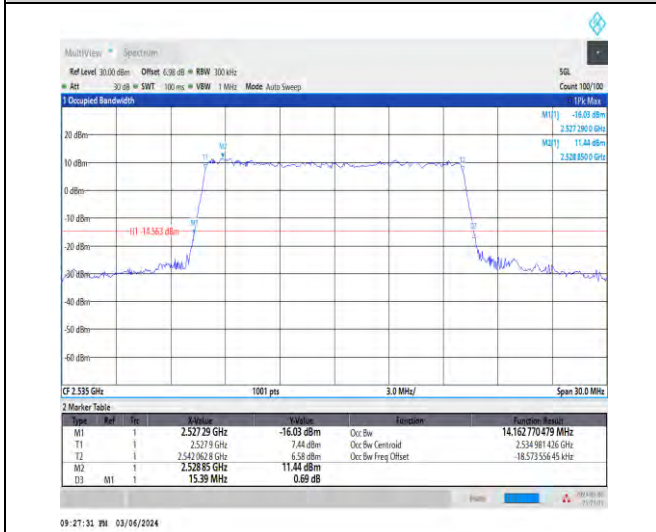 MultiView Spectrum
Ref Level 30.00 dBm Offset 6.98 dB RBW 300 kHz SGL
Att 30 dB SWT 100 ms VBW 1 MHz Mode Auto Sweep Count 100/100
1 Occupied Bandwidth 1Pk Max
M1[1] -16.03 dBm
2.527 290 0 GHz
20 dBm
M2[1] 11.44 dBm
2.528 850 0 GHz
M2
T1
T2
10 dBm
0 dBm
-10 dBm
M1
H1 -14.563 dBm
-20 dBm
-30 dBm
-40 dBm
-50 dBm
-60 dBm
CF 2.535 GHz 1001 pts 3.0 MHz/ Span 30.0 MHz
2 Marker Table
Type Ref Trc X-Value Y-Value Function Function Result
M1 1 2.527 29 GHz -16.03 dBm Occ Bw 14.162 770 479 MHz
T1 1 2.527 9 GHz 7.44 dBm Occ Bw Centroid 2.534 981 426 GHz
T2 1 2.542 062 8 GHz 6.58 dBm Occ Bw Freq Offset -18.573 556 45 kHz
M2 1 2.528 85 GHz 11.44 dBm
D3 M1 1 15.39 MHz 0.69 dB
09:27:31 PM 03/06/2024